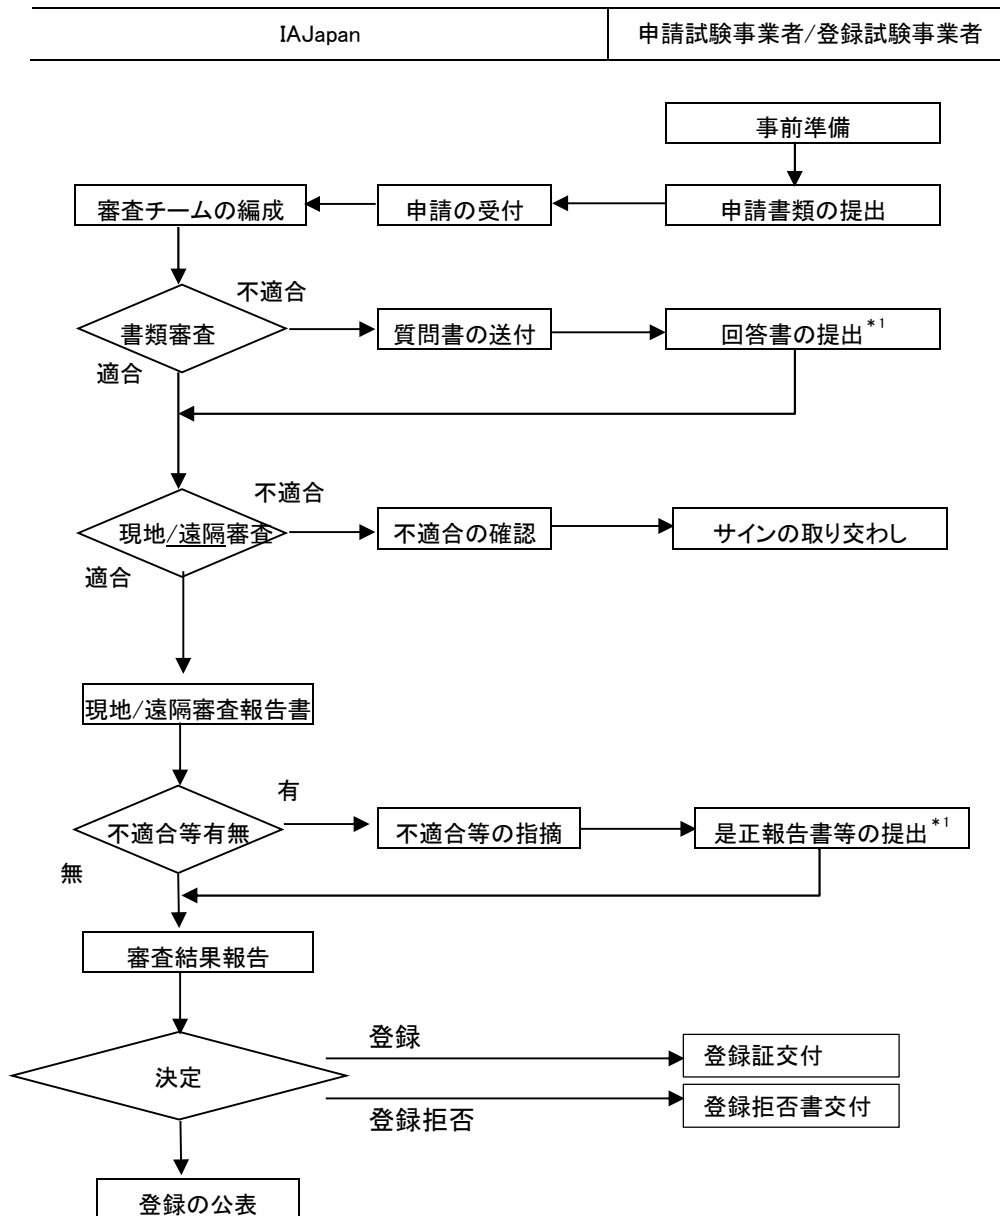 IAJapan
申請試験事業者/登録試験事業者
事前準備
審査チームの編成
申請の受付
申請書類の提出
不適合
書類審査
質問書の送付
回答書の提出*1
適合
不適合
現地/遠隔審査
不適合の確認
サインの取り交わし
適合
現地/遠隔審査報告書
有
不適合等有無
不適合等の指摘
是正報告書等の提出*1
無
審査結果報告
登録
決定
登録証交付
登録拒否書交付
登録拒否
登録の公表